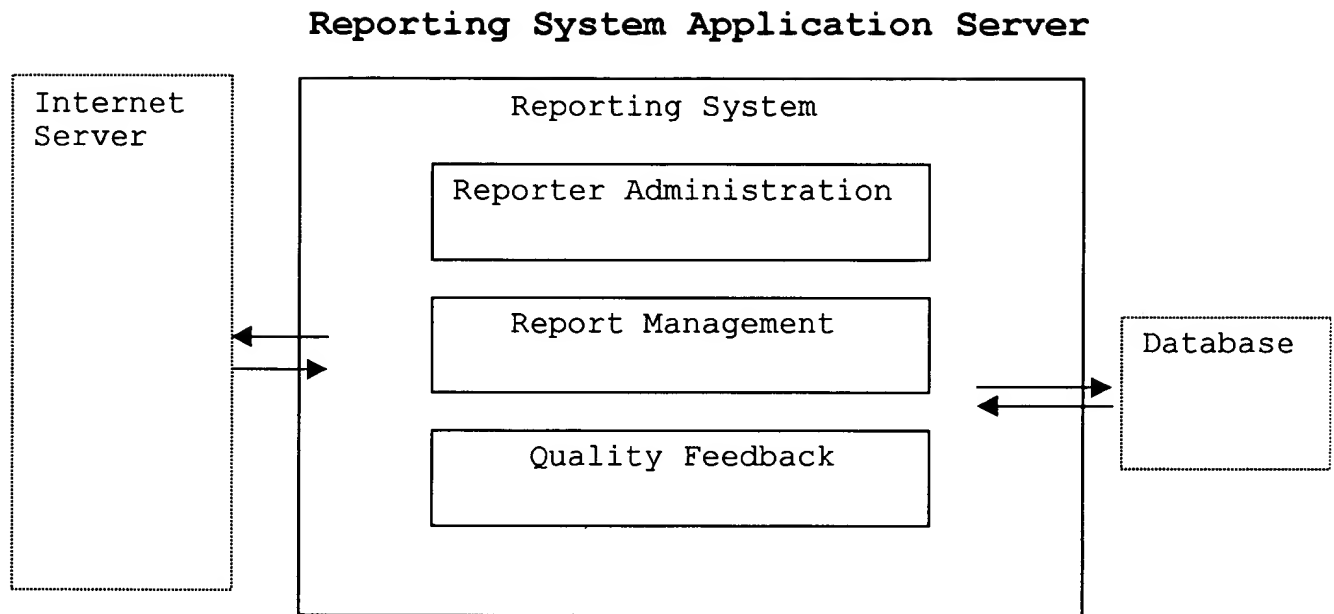 Reporting System Application Server
Internet
Server
Reporting System
Reporter Administration
Report Management
Quality Feedback
Database